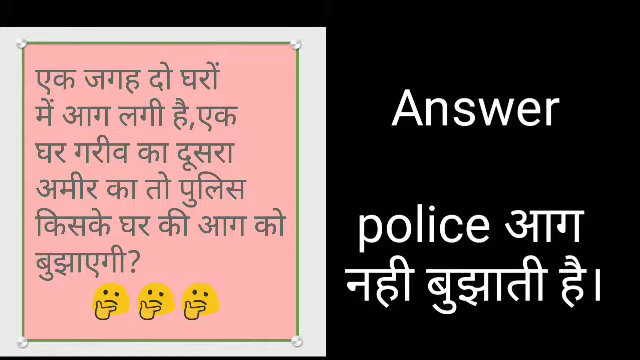 एक जगह दो घरों
में आग लगी है,एक
घर गरीव का दूसरा
अमीर का तो पुलिस
किसके घर की आग को
बुझाएगी?
🤔🤔🤔
Answer
police आग
नही बुझाती है।